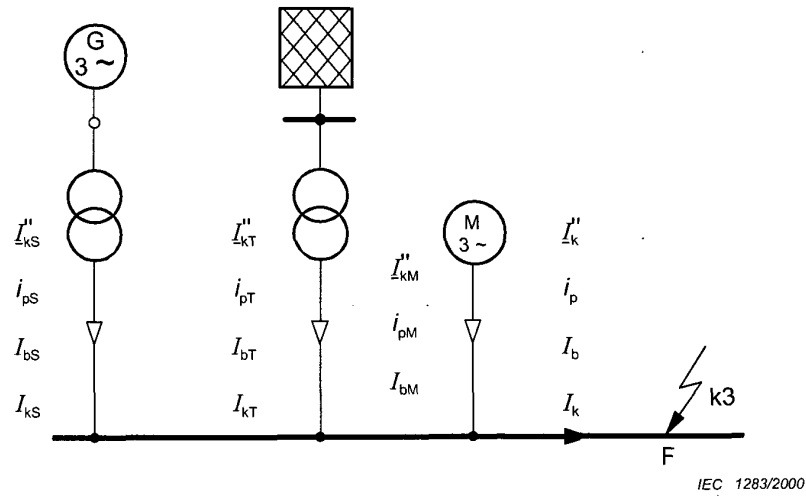 G
3 ~
M
3 ~
I"kS
ipS
IbS
IkS
I"kT
ipT
IbT
IkT
I"kM
ipM
IbM
I"k
ip
Ib
Ik
k3
F
IEC 1283/2000